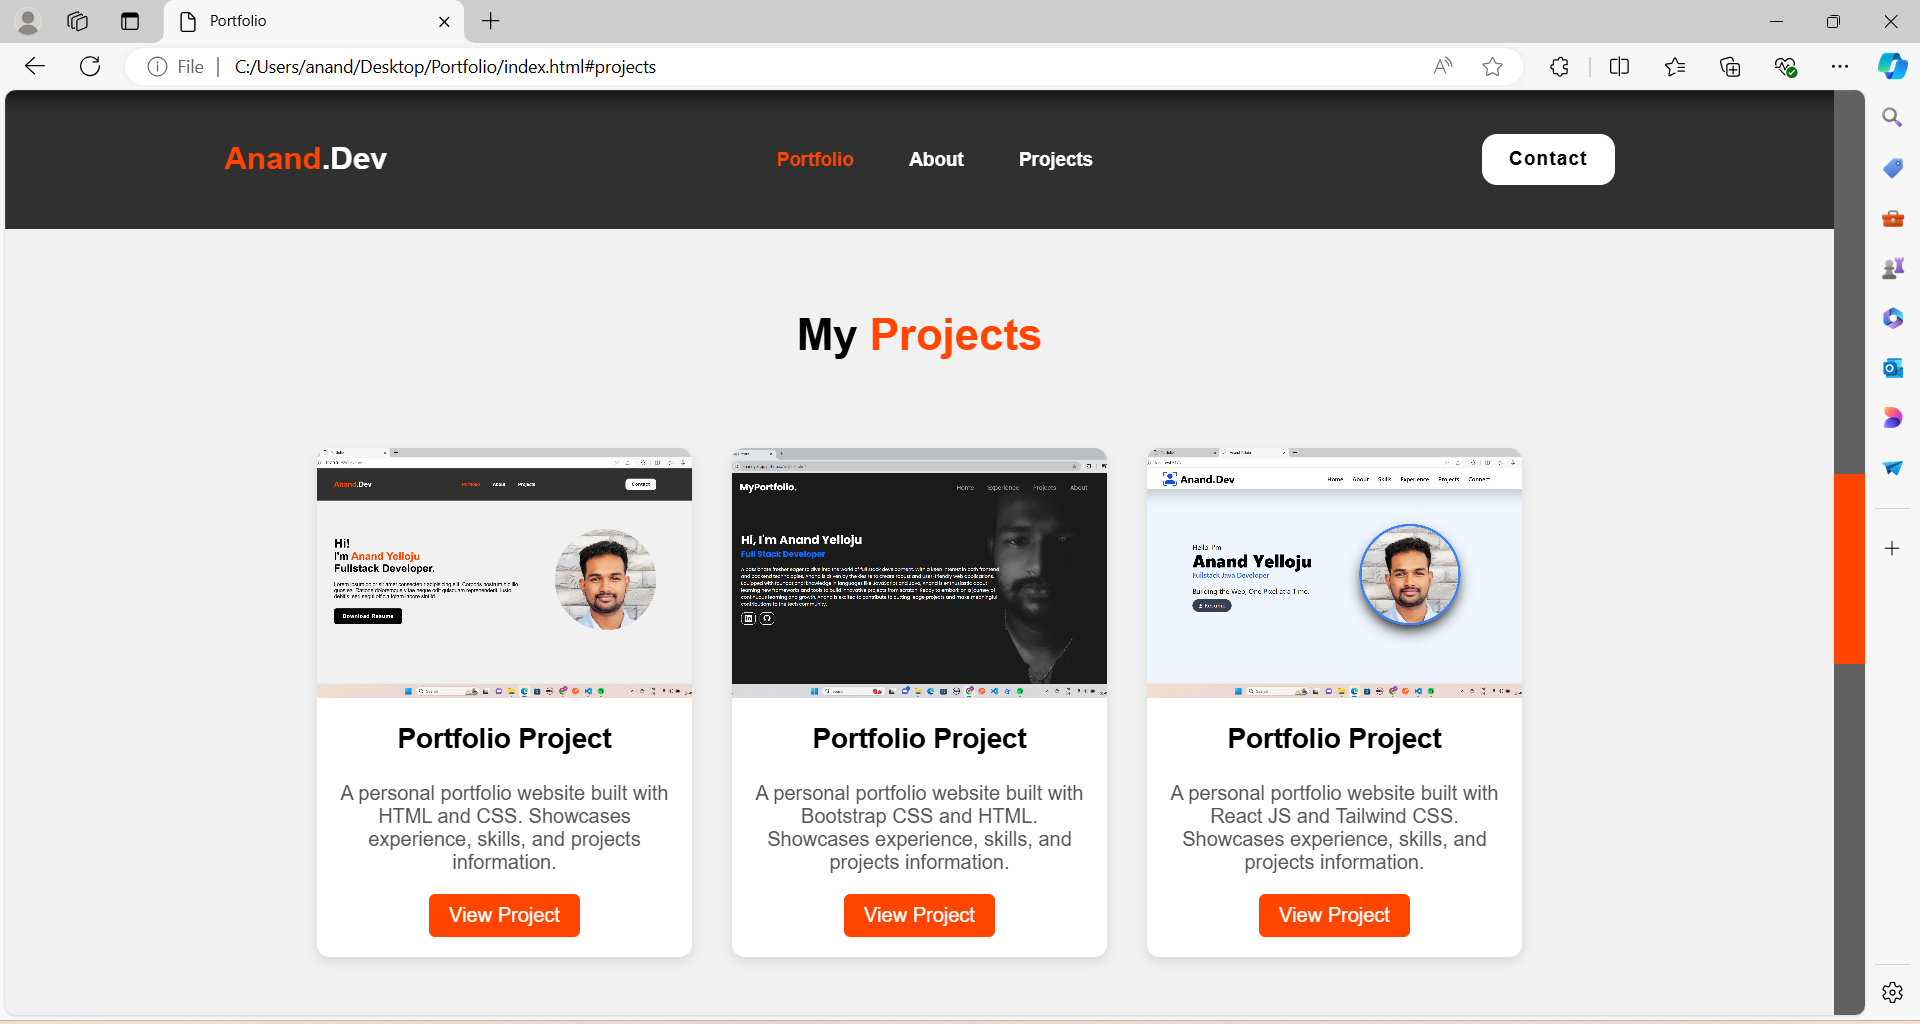 Portfolio
File
C:/Users/anand/Desktop/Portfolio/index.html#projects
Anand.Dev
Portfolio About Projects
Contact
My Projects
Anand.Dev
Portfolio About Projects
Contact
Hi!
I'm Anand Yelloju
Fullstack Developer.
Download Resume
Portfolio Project
A personal portfolio website built with
HTML and CSS. Showcases
experience, skills, and projects
information.
View Project
MyPortfolio.
Home Experience Projects About
Hi, I'm Anand Yelloju
Full Stack Developer
Portfolio Project
A personal portfolio website built with
Bootstrap CSS and HTML.
Showcases experience, skills, and
projects information.
View Project
Anand.Dev
Home About Skills Experience Projects Connect
Hello, I'm
Anand Yelloju
Fullstack Java Developer
Building the Web, One Pixel at a Time.
Resume
Portfolio Project
A personal portfolio website built with
React JS and Tailwind CSS.
Showcases experience, skills, and
projects information.
View Project